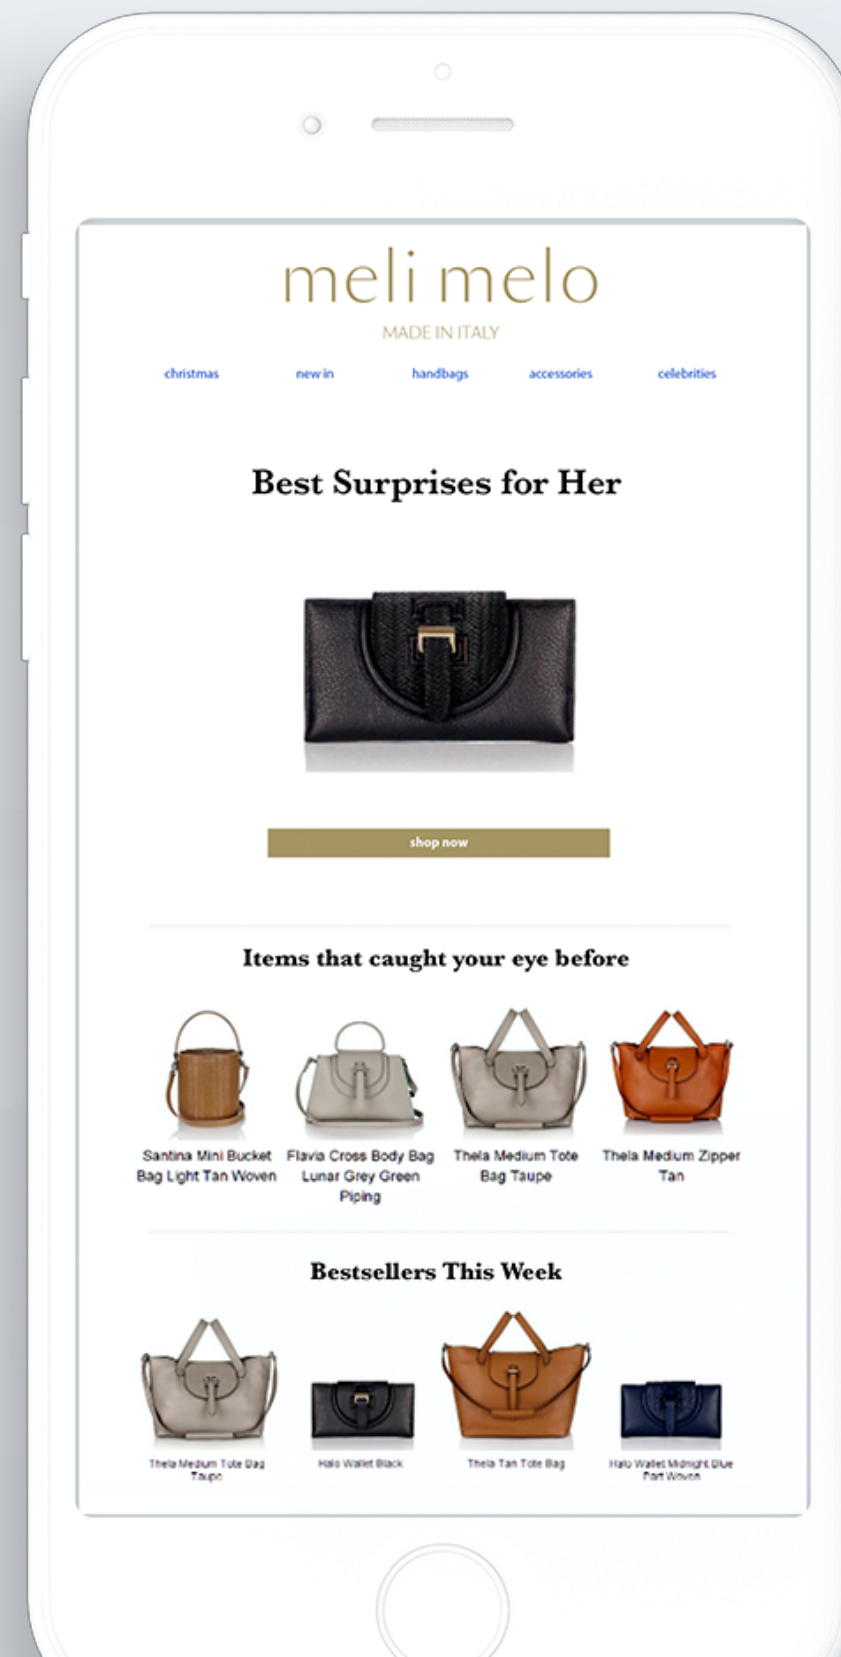 meli melo
MADE IN ITALY
christmas new in handbags accessories celebrities
Best Surprises for Her
shop now
Items that caught your eye before
Santina Mini Bucket
Bag Light Tan Woven
Flavia Cross Body Bag
Lunar Grey Green
Piping
Thela Medium Tote
Bag Taupe
Thela Medium Zipper
Tan
Bestsellers This Week
Thela Medium Tote Bag
Taupe
Halo Wallet Black
Thela Tan Tote Bag
Halo Wallet Midnight Blue
Part Woven